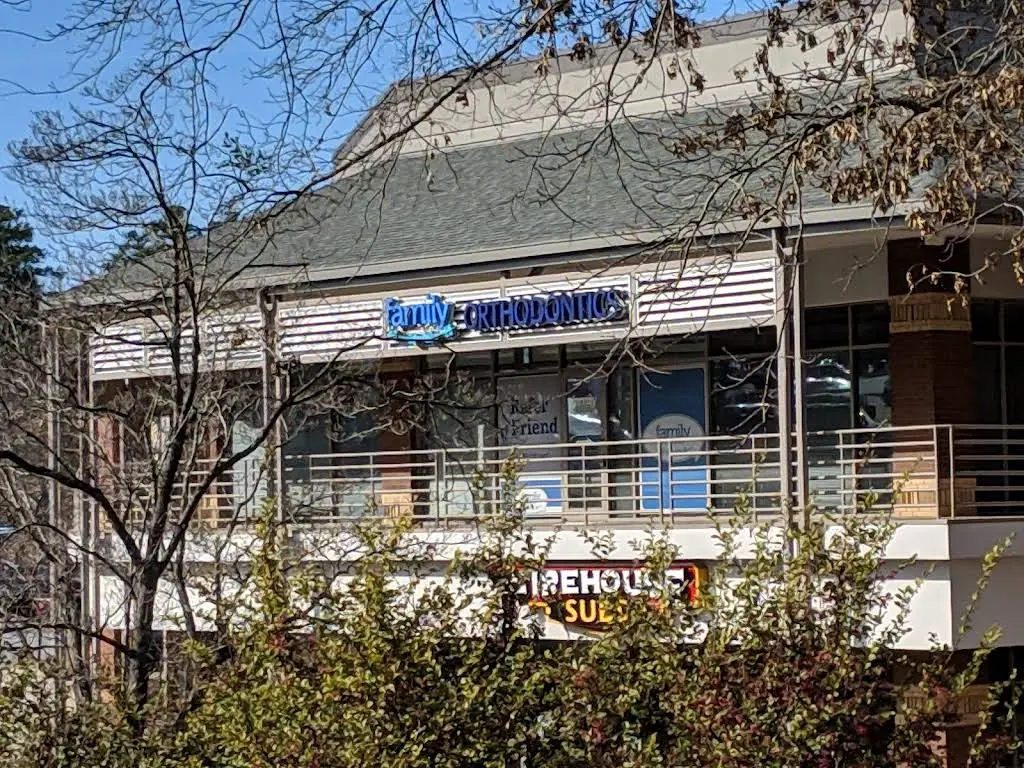 family ORTHODONTICS
Refer
Friend
family
IREHOUSE
SUBS